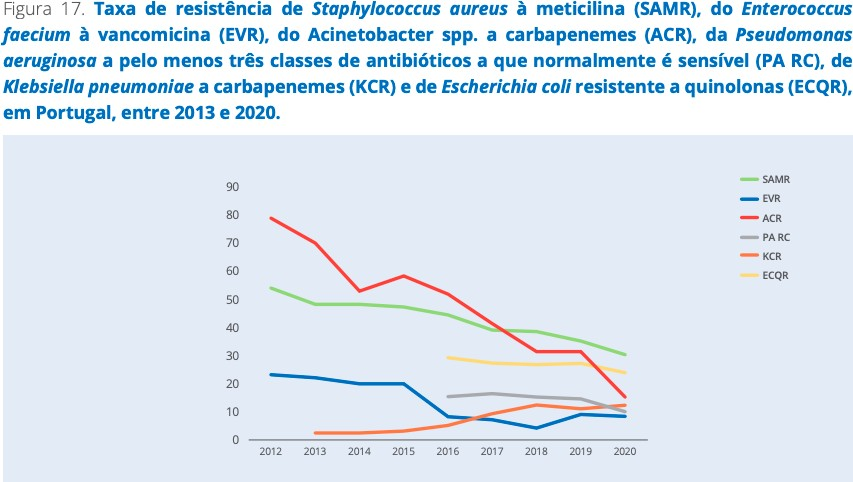 Figura 17. Taxa de resistência de Staphylococcus aureus à meticilina (SAMR), do Enterococcus
faecium à vancomicina (EVR), do Acinetobacter spp. a carbapenemes (ACR), da Pseudomonas
aeruginosa a pelo menos três classes de antibióticos a que normalmente é sensível (PA RC), de
Klebsiella pneumoniae a carbapenemes (KCR) e de Escherichia coli resistente a quinolonas (ECQR),
em Portugal, entre 2013 e 2020.
90
80
70
60
50
40
30
20
10
0
2012 2013 2014 2015 2016 2017 2018 2019 2020
SAMR
EVR
ACR
PA RC
KCR
ECQR